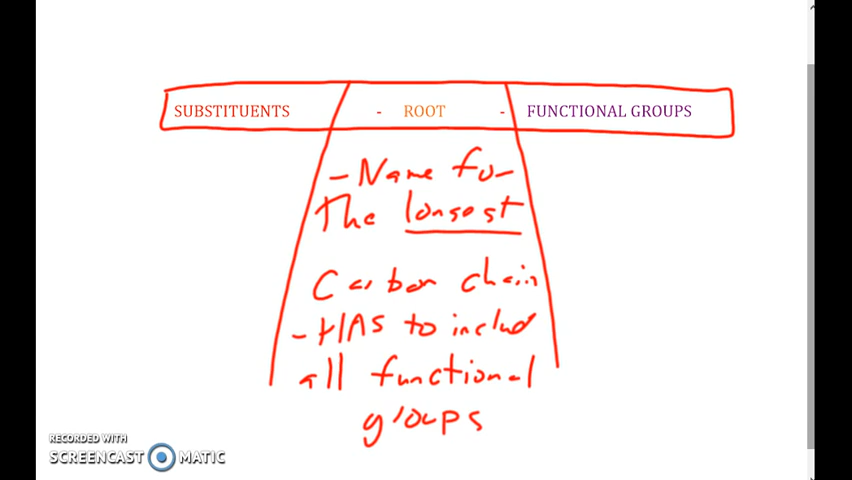 SUBSTITUENTS - ROOT - FUNCTIONAL GROUPS
- Name for
The longest
Carbon chain
- HAS to include
all functional
groups
RECORDED WITH
SCREENCAST MATIC